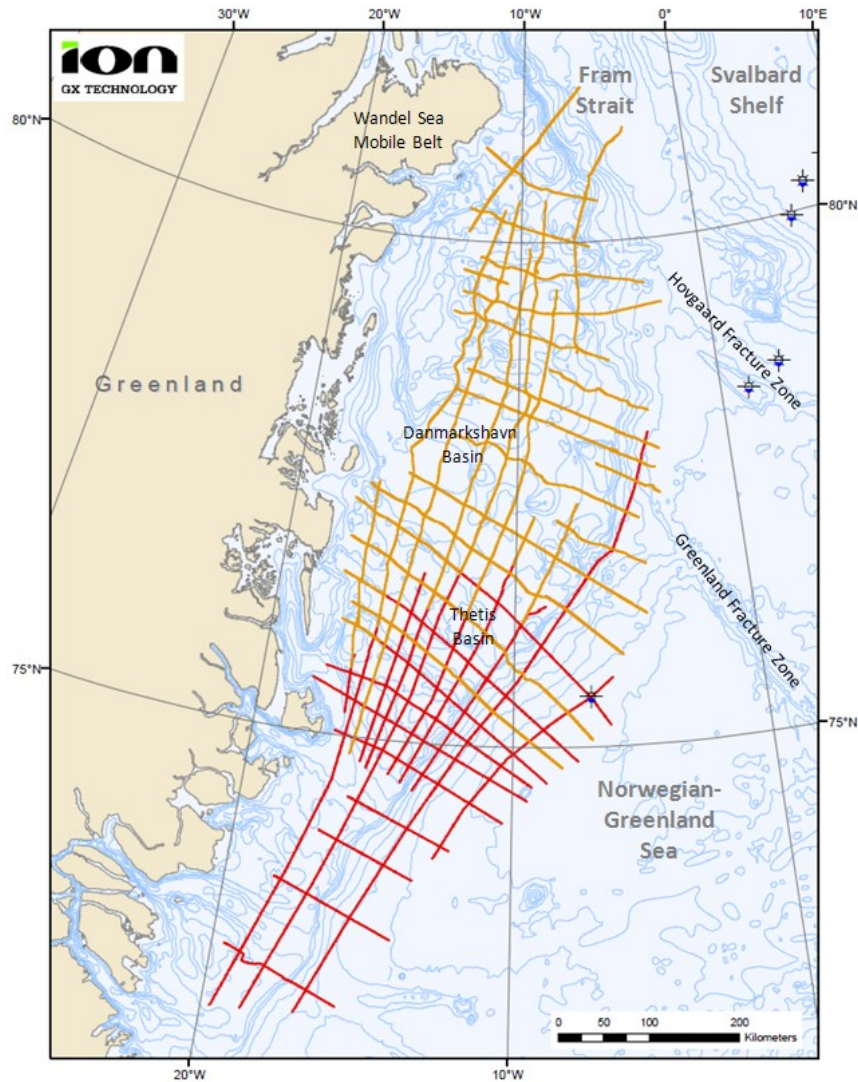 30°W
20°W
10°W
0°
10°E
ion
GX TECHNOLOGY
Fram
Strait
Svalbard
Shelf
80°N
Wandel Sea
Mobile Belt
80°N
Hovgaard Fracture Zone
Greenland
Danmarkshavn
Basin
Greenland Fracture Zone
Thetis
Basin
75°N
75°N
Norwegian-
Greenland
Sea
0 50 100 200
Kilometers
20°W
10°W